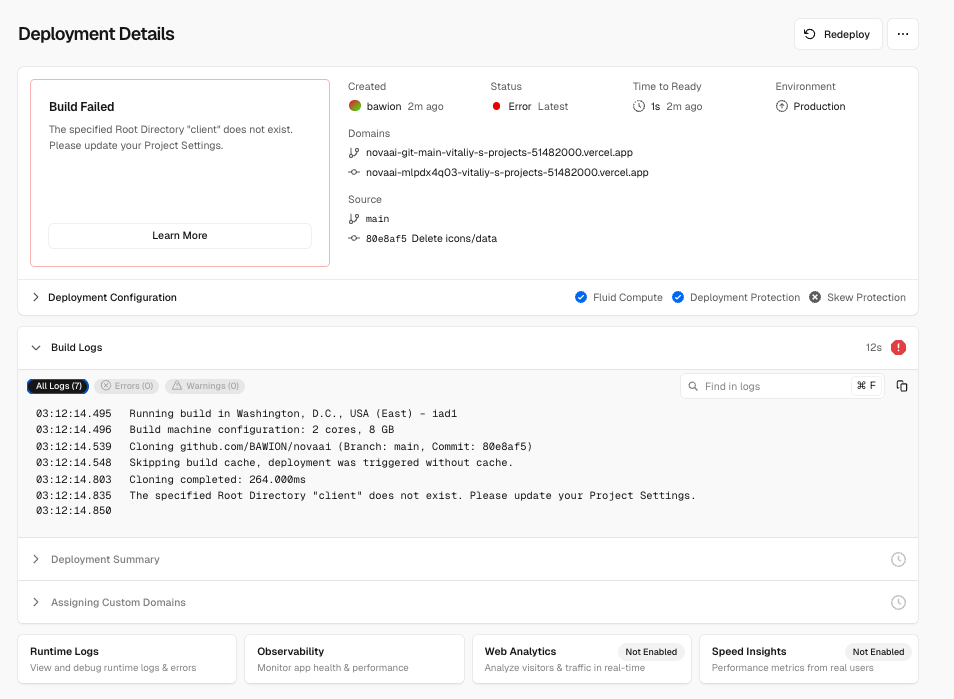 Deployment Details
Redeploy
Build Failed
The specified Root Directory "client" does not exist.
Please update your Project Settings.
Learn More
Created
bawion 2m ago
Status
Error Latest
Time to Ready
1s 2m ago
Environment
Production
Domains
novaai-git-main-vitaliy-s-projects-51482000.vercel.app
novaai-mlpdx4q03-vitaliy-s-projects-51482000.vercel.app
Source
main
80e8af5 Delete icons/data
Deployment Configuration
Fluid Compute
Deployment Protection
Skew Protection
Build Logs
12s
All Logs (7)
Errors (0)
Warnings (0)
Find in logs
⌘ F
03:12:14.495 Running build in Washington, D.C., USA (East) – iad1
03:12:14.496 Build machine configuration: 2 cores, 8 GB
03:12:14.539 Cloning github.com/BAWION/novaai (Branch: main, Commit: 80e8af5)
03:12:14.548 Skipping build cache, deployment was triggered without cache.
03:12:14.803 Cloning completed: 264.000ms
03:12:14.835 The specified Root Directory "client" does not exist. Please update your Project Settings.
03:12:14.850
Deployment Summary
Assigning Custom Domains
Runtime Logs
View and debug runtime logs & errors
Observability
Monitor app health & performance
Web Analytics
Not Enabled
Analyze visitors & traffic in real-time
Speed Insights
Not Enabled
Performance metrics from real users